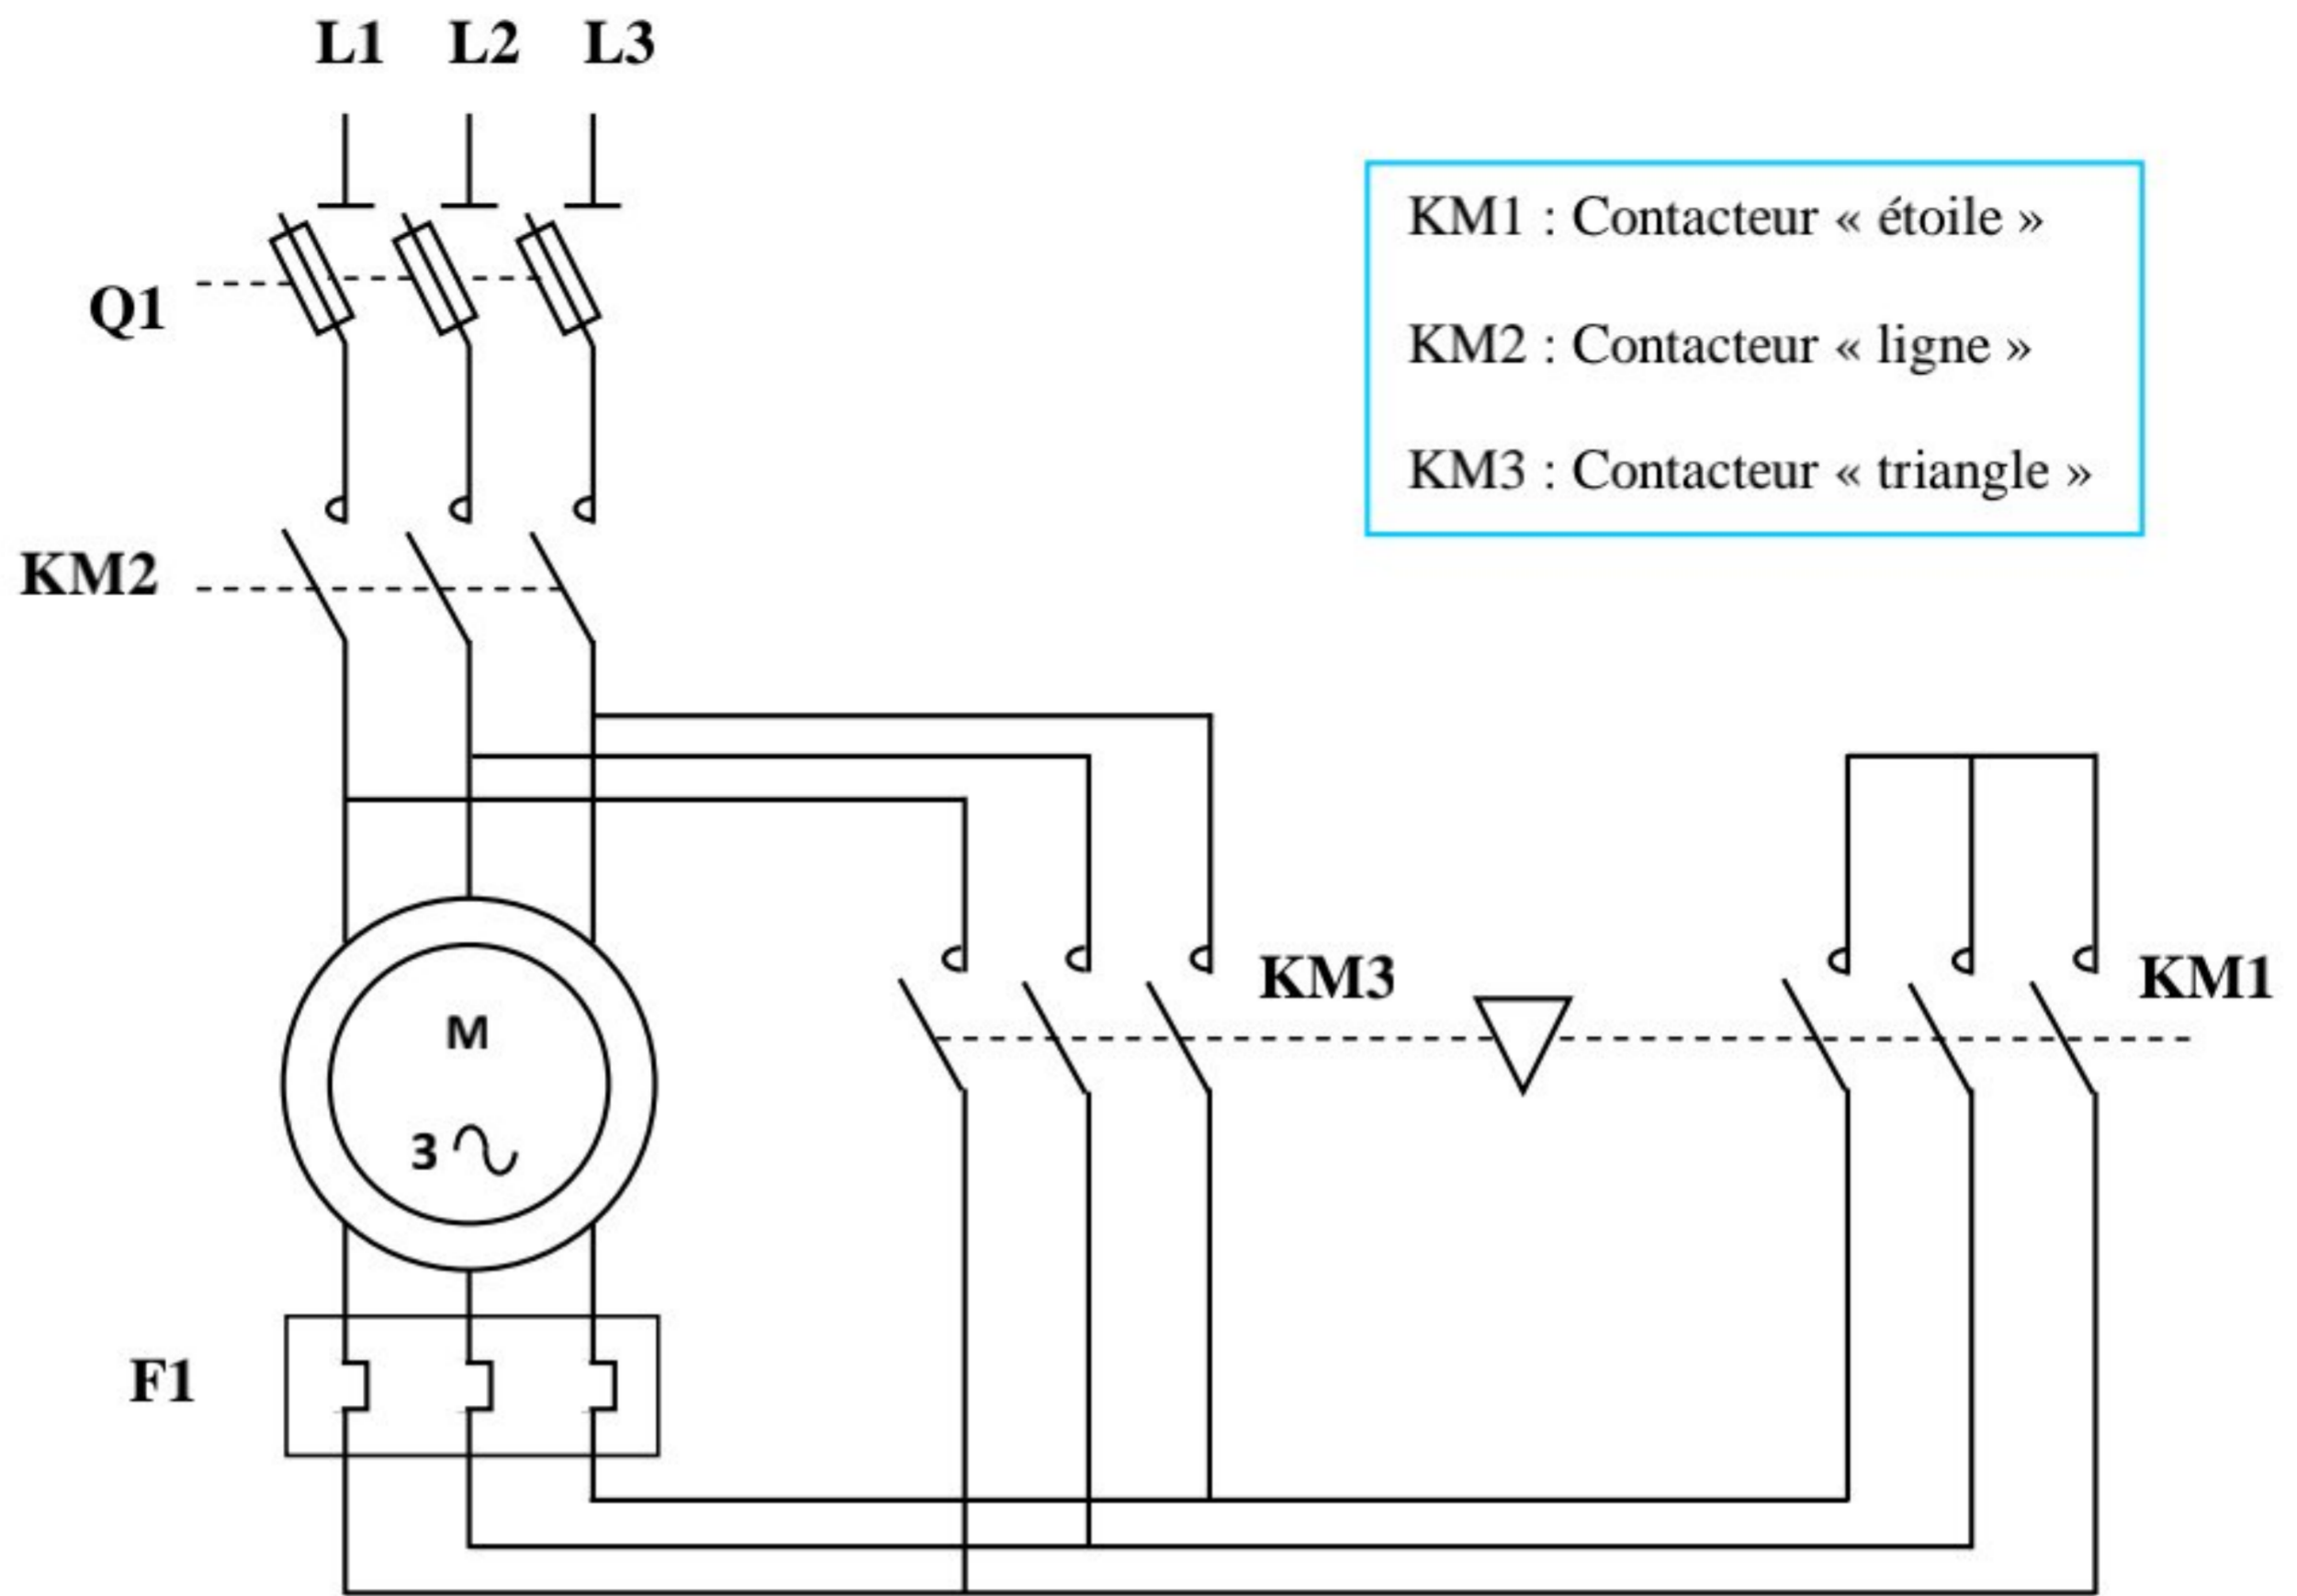 L1 L2 L3
KM1 : Contacteur « étoile »
Q1
KM2 : Contacteur « ligne »
KM3 : Contacteur « triangle »
KM2
KM3
KM1
M
3
F1